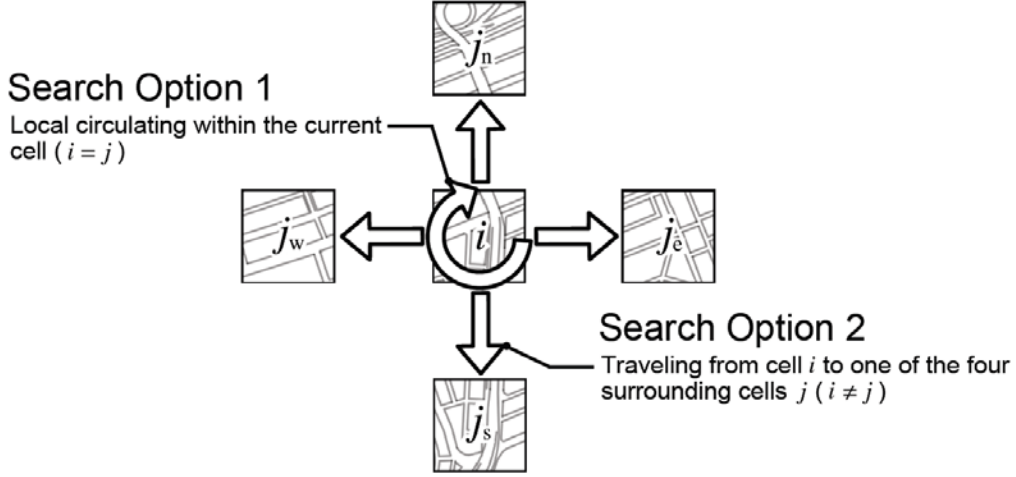 jn
Search Option 1
Local circulating within the current
cell ( i = j )
jw
i
je
Search Option 2
Traveling from cell i to one of the four
surrounding cells j ( i ≠ j )
js